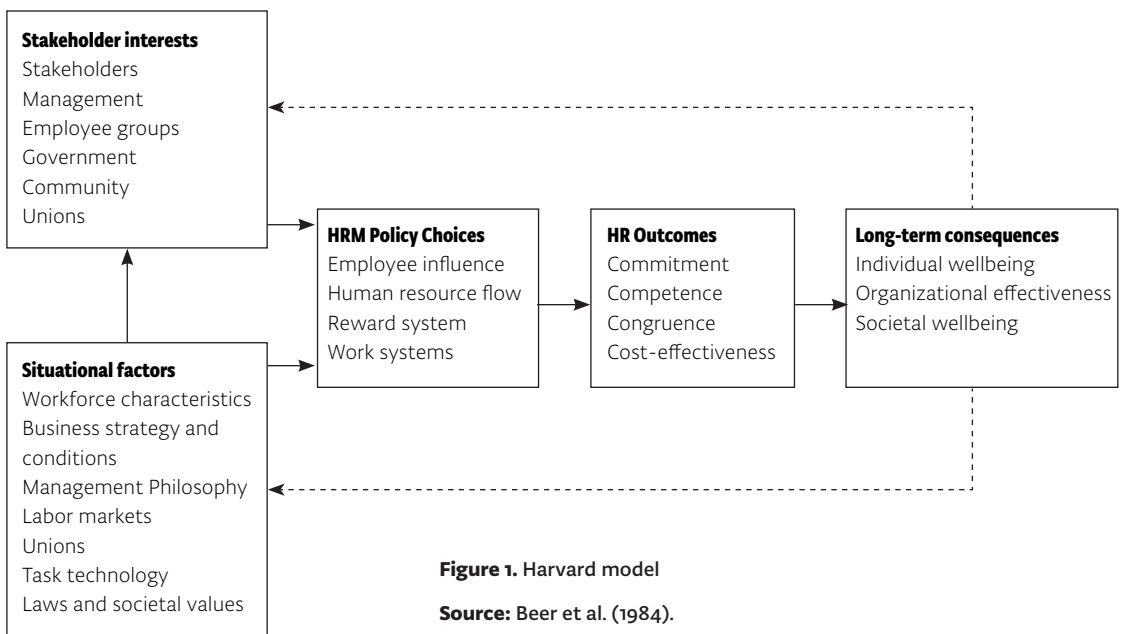 Stakeholder interests
Stakeholders
Management
Employee groups
Government
Community
Unions
Situational factors
Workforce characteristics
Business strategy and
conditions
Management Philosophy
Labor markets
Unions
Task technology
Laws and societal values
HRM Policy Choices
Employee influence
Human resource flow
Reward system
Work systems
HR Outcomes
Commitment
Competence
Congruence
Cost-effectiveness
Long-term consequences
Individual wellbeing
Organizational effectiveness
Societal wellbeing
Figure 1. Harvard model
Source: Beer et al. (1984).